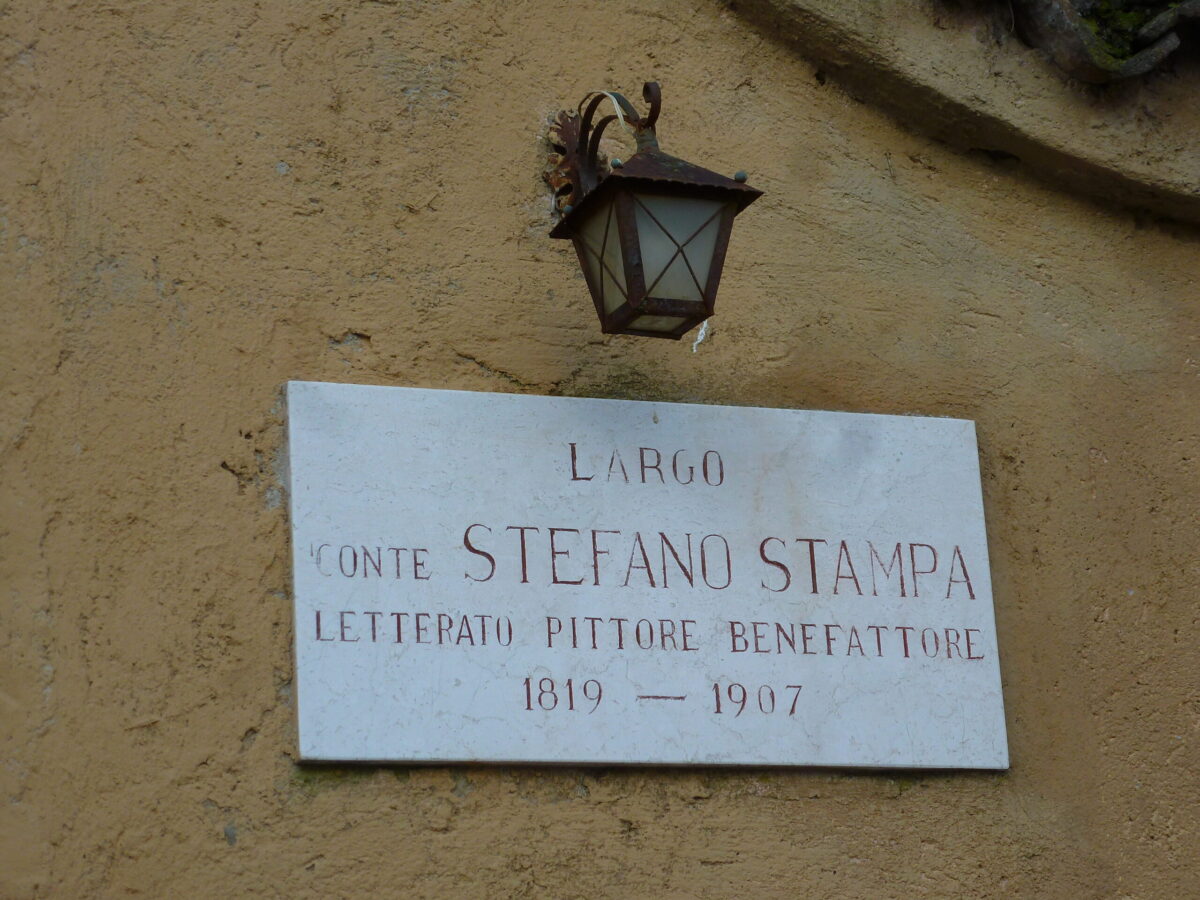 LARGO
CONTE STEFANO STAMPA
LETTERATO PITTORE BENEFATTORE
1819 — 1907